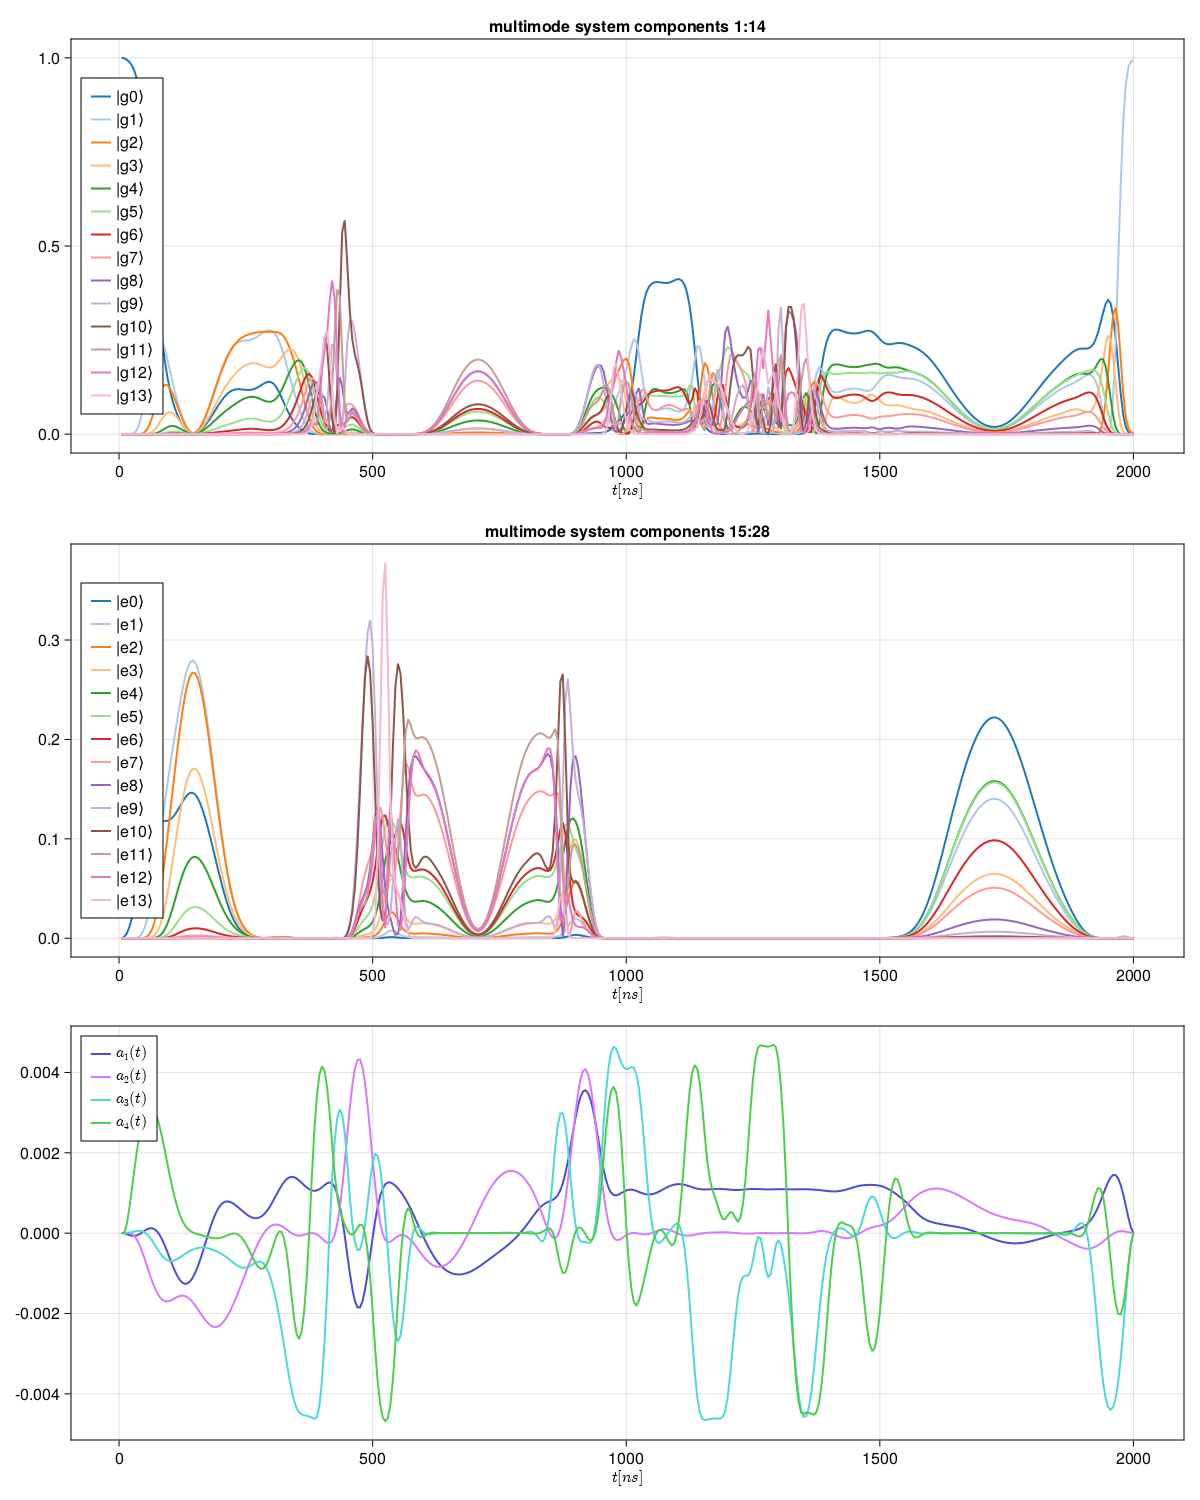 multimode system components 1:14
1.0
0.5
0.0
|g0⟩
|g1⟩
|g2⟩
|g3⟩
|g4⟩
|g5⟩
|g6⟩
|g7⟩
|g8⟩
|g9⟩
|g10⟩
|g11⟩
|g12⟩
|g13⟩
0 500 1000 1500 2000
t[ns]
multimode system components 15:28
0.3
0.2
0.1
0.0
|e0⟩
|e1⟩
|e2⟩
|e3⟩
|e4⟩
|e5⟩
|e6⟩
|e7⟩
|e8⟩
|e9⟩
|e10⟩
|e11⟩
|e12⟩
|e13⟩
0 500 1000 1500 2000
t[ns]
0.004
0.002
0.000
-0.002
-0.004
a₁(t)
a₂(t)
a₃(t)
a₄(t)
0 500 1000 1500 2000
t[ns]